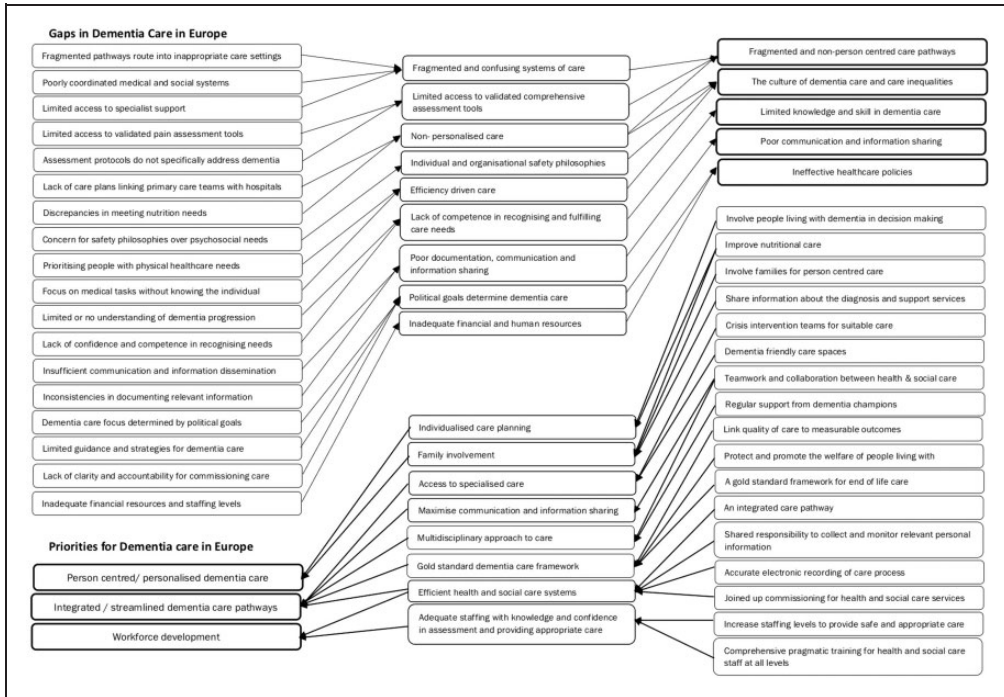 Gaps in Dementia Care in Europe
Fragmented pathways route into inappropriate care settings
Poorly coordinated medical and social systems
Limited access to specialist support
Limited access to validated pain assessment tools
Assessment protocols do not specifically address dementia
Lack of care plans linking primary care teams with hospitals
Discrepancies in meeting nutrition needs
Concern for safety philosophies over psychosocial needs
Prioritising people with physical healthcare needs
Focus on medical tasks without knowing the individual
Limited or no understanding of dementia progression
Lack of confidence and competence in recognising needs
Insufficient communication and information dissemination
Inconsistencies in documenting relevant information
Dementia care focus determined by political goals
Limited guidance and strategies for dementia care
Lack of clarity and accountability for commissioning care
Inadequate financial resources and staffing levels
Fragmented and confusing systems of care
Limited access to validated comprehensive
assessment tools
Non- personalised care
Individual and organisational safety philosophies
Efficiency driven care
Lack of competence in recognising and fulfilling
care needs
Poor documentation, communication and
information sharing
Political goals determine dementia care
Inadequate financial and human resources
Fragmented and non-person centred care pathways
The culture of dementia care and care inequalities
Limited knowledge and skill in dementia care
Poor communication and information sharing
Ineffective healthcare policies
Involve people living with dementia in decision making
Improve nutritional care
Involve families for person centred care
Share information about the diagnosis and support services
Crisis intervention teams for suitable care
Dementia friendly care spaces
Teamwork and collaboration between health & social care
Regular support from dementia champions
Link quality of care to measurable outcomes
Protect and promote the welfare of people living with
A gold standard framework for end of life care
An integrated care pathway
Shared responsibility to collect and monitor relevant personal
information
Accurate electronic recording of care process
Joined up commissioning for health and social care services
Increase staffing levels to provide safe and appropriate care
Comprehensive pragmatic training for health and social care
staff at all levels
Individualised care planning
Family involvement
Access to specialised care
Maximise communication and information sharing
Multidisciplinary approach to care
Gold standard dementia care framework
Efficient health and social care systems
Adequate staffing with knowledge and confidence
in assessment and providing appropriate care
Priorities for Dementia care in Europe
Person centred/ personalised dementia care
Integrated / streamlined dementia care pathways
Workforce development